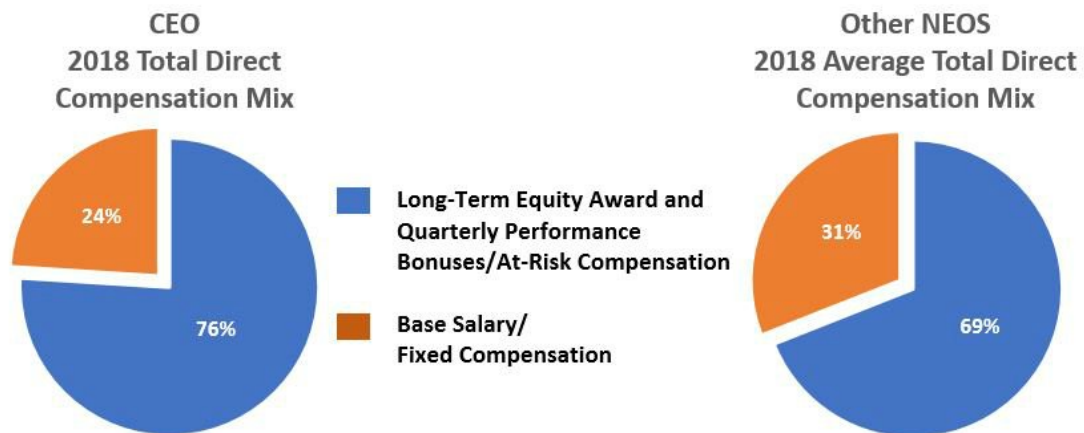 CEO
2018 Total Direct
Compensation Mix
24%
76%
Long-Term Equity Award and
Quarterly Performance
Bonuses/At-Risk Compensation
Base Salary/
Fixed Compensation
Other NEOS
2018 Average Total Direct
Compensation Mix
31%
69%